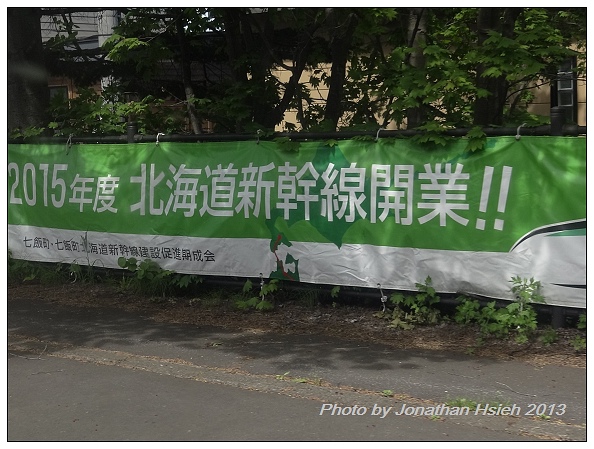 2015年度 北海道新幹線開業!!
七飯町・七飯町北海道新幹線建設促進期成会
Photo by Jonathan Hsieh 2013